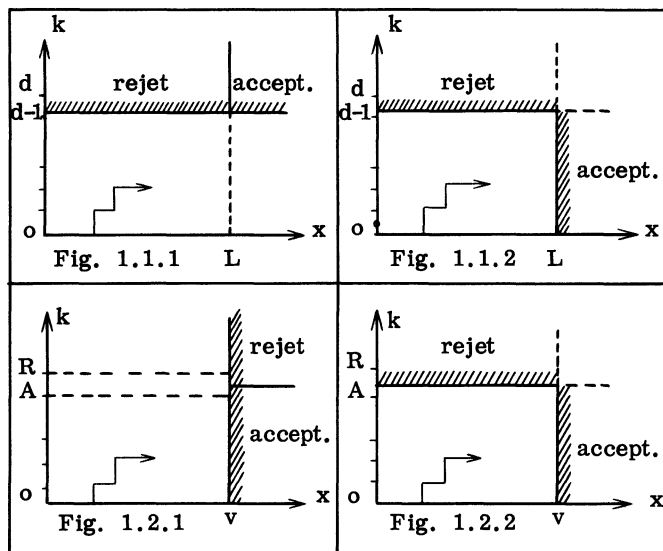 k
rejet accept.
d
d-1
o
x
Fig. 1.1.1 L
k
rejet
d
d-1
accept.
o
x
Fig. 1.1.2 L
k
rejet
R
A
accept.
o
x
Fig. 1.2.1 v
k
rejet
R
A
accept.
o
x
Fig. 1.2.2 v